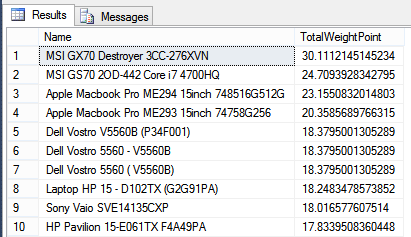 Results Messages
Name TotalWeightPoint
1 MSI GX70 Destroyer 3CC-276XVN 30.1112145145234
2 MSI GS70 2OD-442 Core i7 4700HQ 24.7093928342795
3 Apple Macbook Pro ME294 15inch 748516G512G 23.1550832014803
4 Apple Macbook Pro ME293 15inch 74758G256 20.3585689766315
5 Dell Vostro V5560B (P34F001) 18.3795001305289
6 Dell Vostro 5560 - V5560B 18.3795001305289
7 Dell Vostro 5560 ( V5560B) 18.3795001305289
8 Laptop HP 15 - D102TX (G2G91PA) 18.2483478573852
9 Sony Vaio SVE14135CXP 18.016577607514
10 HP Pavilion 15-E061TX F4A49PA 17.8339508360448